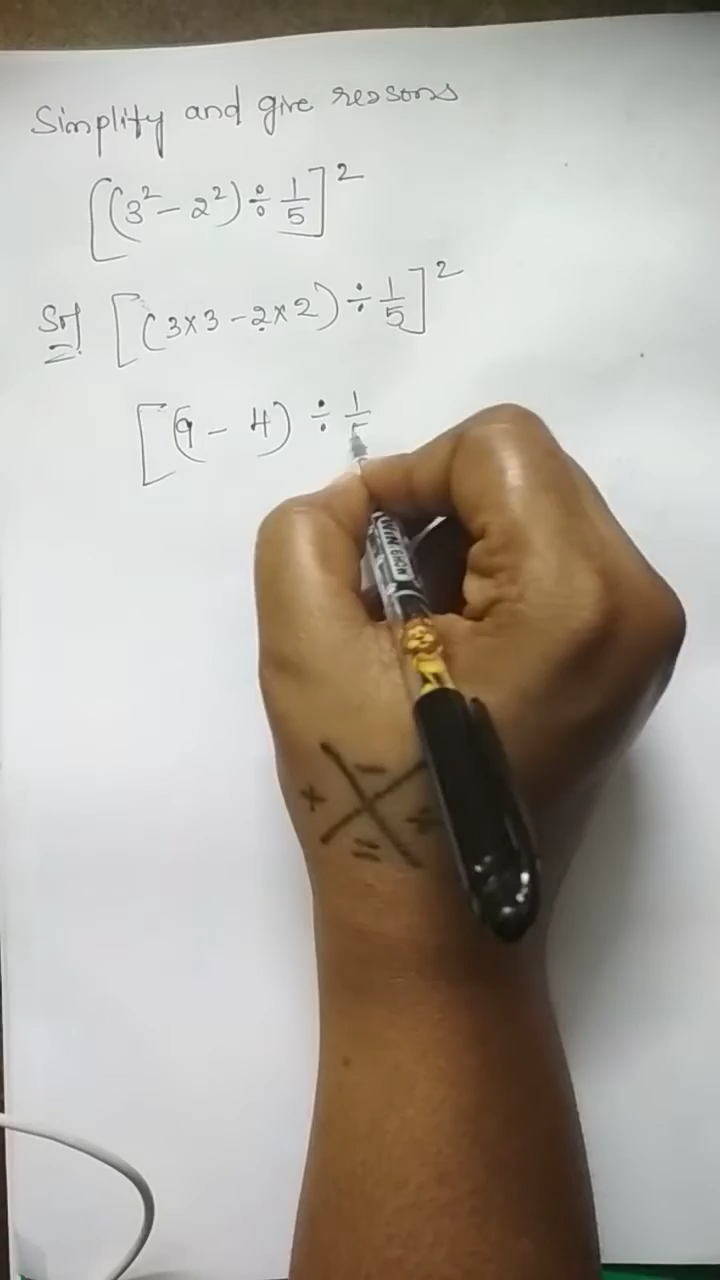 Simplify and give reasons
[(3² - 2²) ÷ 1/5]²
Sol [(3×3 - 2×2) ÷ 1/5]²
[(9 - 4) ÷ 1/5
WIN
+ - ÷ =